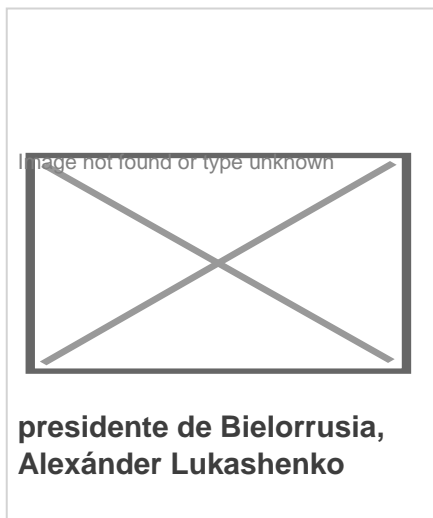 Image not found or type unknown
presidente de Bielorrusia,
Alexánder Lukashenko